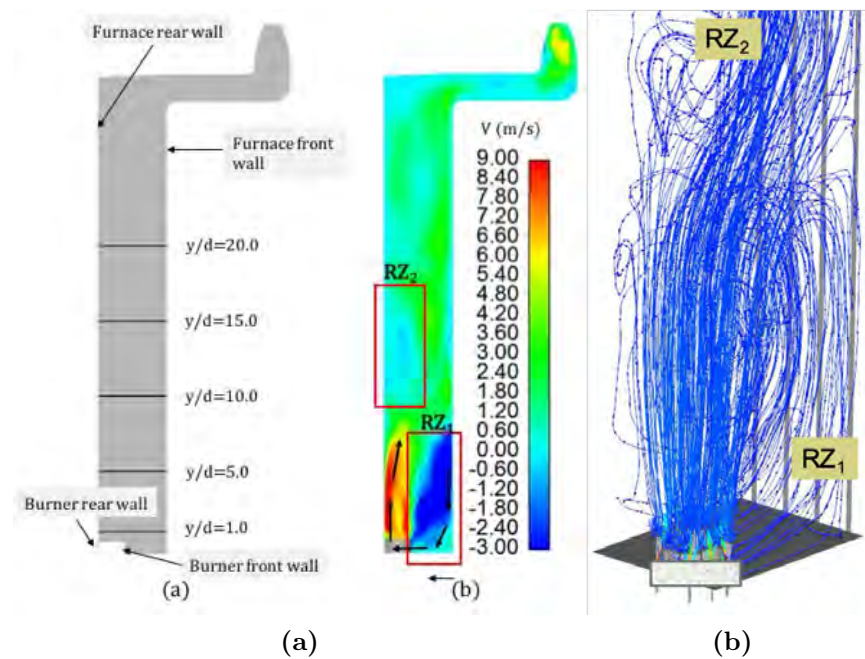 Furnace rear wall
Furnace front
wall
y/d=20.0
y/d=15.0
y/d=10.0
y/d=5.0
y/d=1.0
Burner rear wall
Burner front wall
(a)
V (m/s)
9.00
8.40
7.80
7.20
6.60
6.00
5.40
4.80
4.20
3.60
3.00
2.40
1.80
1.20
0.60
0.00
-0.60
-1.20
-1.80
-2.40
-3.00
RZ2
RZ1
(b)
RZ2
RZ1
(a)
(b)